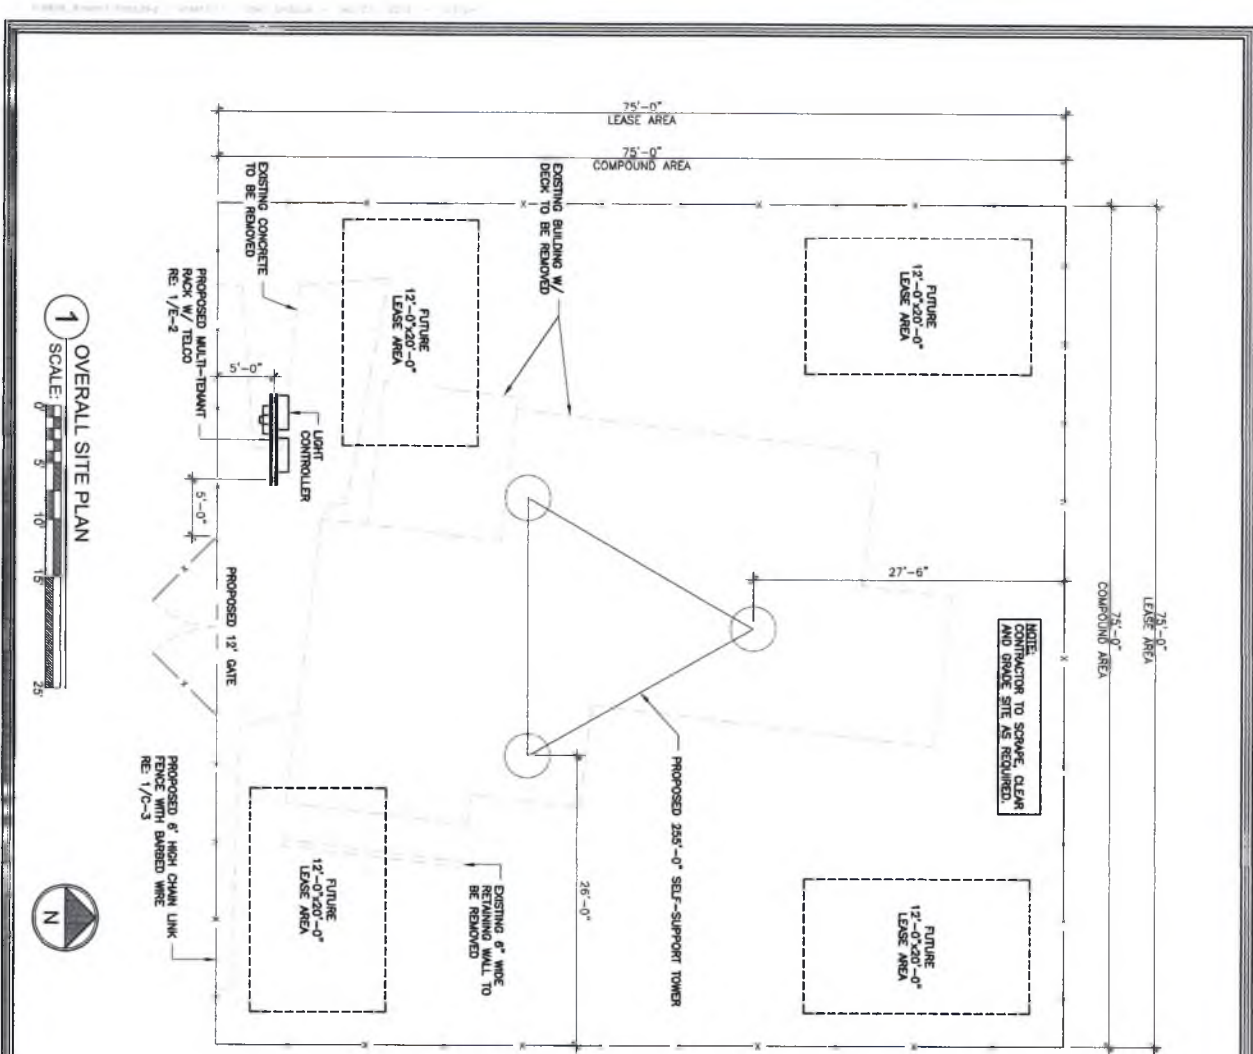 75'-0"
LEASE AREA
75'-0"
COMPOUND AREA
75'-0"
LEASE AREA
75'-0"
COMPOUND AREA
NOTE:
CONTRACTOR TO SCRAPE, CLEAR
AND GRADE SITE AS REQUIRED.
FUTURE
12'-0"x20'-0"
LEASE AREA
27'-6"
FUTURE
12'-0"x20'-0"
LEASE AREA
EXISTING BUILDING W/
DECK TO BE REMOVED
PROPOSED 255'-0" SELF-SUPPORT TOWER
26'-0"
EXISTING 6" WIDE
RETAINING WALL TO
BE REMOVED
FUTURE
12'-0"x20'-0"
LEASE AREA
FUTURE
12'-0"x20'-0"
LEASE AREA
LIGHT
CONTROLLER
EXISTING CONCRETE
TO BE REMOVED
5'-0"
5'-0"
PROPOSED MULTI-TENANT
RACK W/ TELCO
RE: 1/E-2
PROPOSED 12' GATE
PROPOSED 6' HIGH CHAIN LINK
FENCE WITH BARBED WIRE
RE: 1/C-3
1
OVERALL SITE PLAN
SCALE:
0' 5' 10' 15' 25'
N